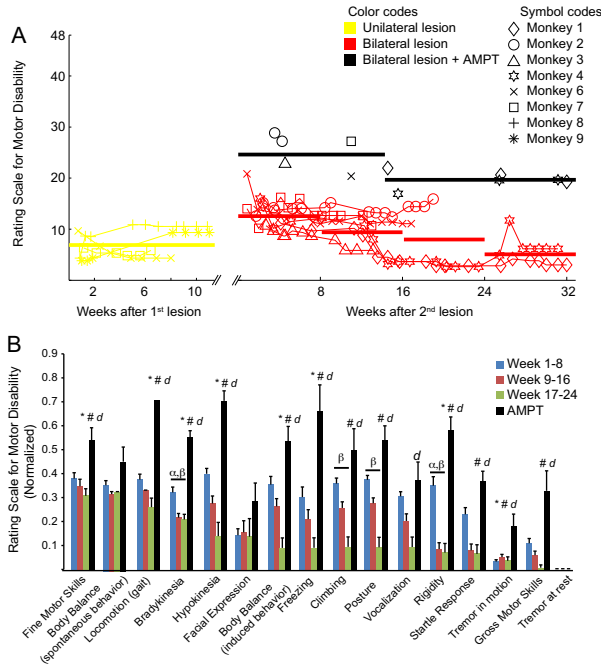 A
Color codes
Unilateral lesion
Bilateral lesion
Bilateral lesion + AMPT
Symbol codes
Monkey 1
Monkey 2
Monkey 3
Monkey 4
Monkey 6
Monkey 7
Monkey 8
Monkey 9
Rating Scale for Motor Disability
48
38
28
20
10
2 6 10
8 16 24 32
Weeks after 1st lesion
Weeks after 2nd lesion
B
Rating Scale for Motor Disability
(Normalized)
0.9
0.8
0.7
0.6
0.5
0.4
0.3
0.2
0.1
Week 1-8
Week 9-16
Week 17-24
AMPT
* # d
* # d
* # d
α,β
* # d
* # d
* # d
β
# d
β
# d
d
α,β
* #
# d
* # d
# d
Fine Motor Skills
Body Balance
(spontaneous behavior)
Locomotion (gait)
Bradykinesia
Hypokinesia
Facial Expression
Body Balance
(induced behavior)
Freezing
Climbing
Posture
Vocalization
Rigidity
Startle Response
Tremor in motion
Gross Motor Skills
Tremor at rest